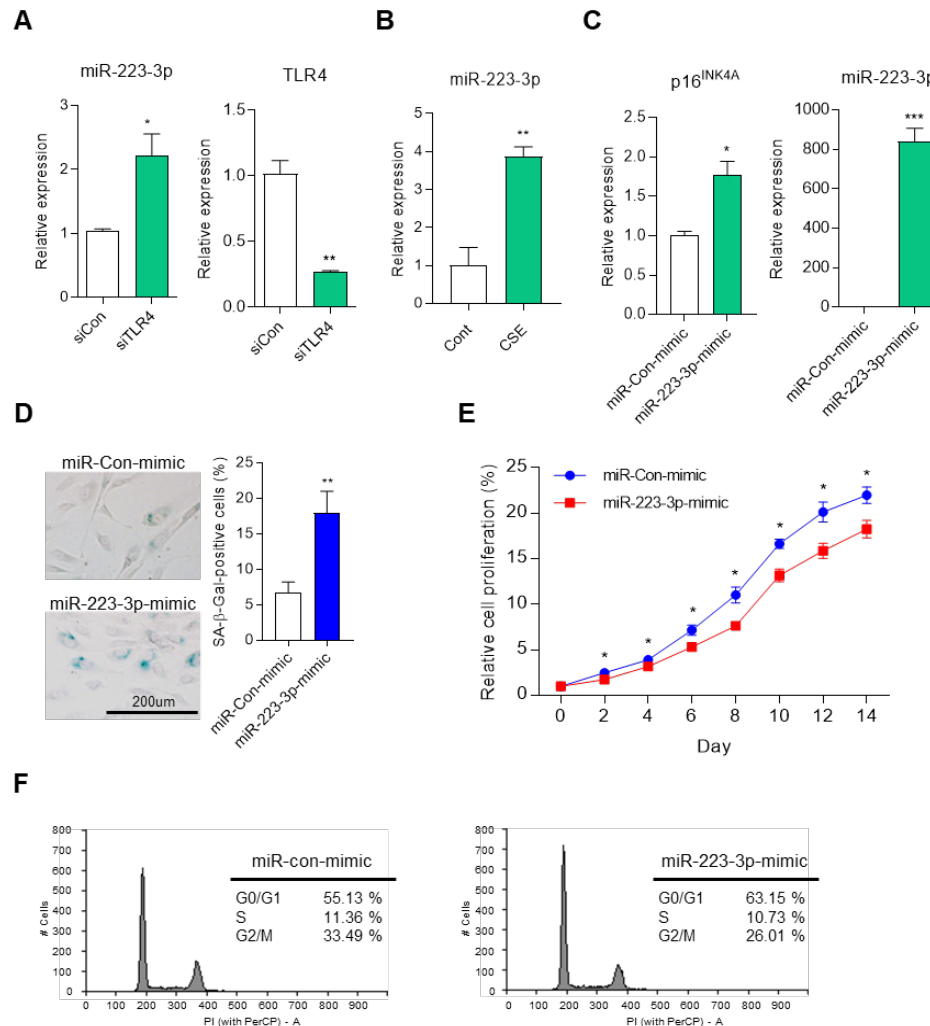 A
miR-223-3p
Relative expression
3
2
1
0
*
siCon
siTLR4
TLR4
Relative expression
1.5
1.0
0.5
0.0
**
siCon
siTLR4
B
miR-223-3p
Relative expression
6
4
2
0
**
Cont
CSE
C
p16INK4A
Relative expression
2.5
2.0
1.5
1.0
0.5
0.0
*
miR-Con-mimic
miR-223-3p-mimic
miR-223-3p
Relative expression
1000
800
600
400
200
0
***
miR-Con-mimic
miR-223-3p-mimic
D
miR-Con-mimic
miR-223-3p-mimic
200um
SA-β-Gal-positive cells (%)
25
20
15
10
5
0
**
miR-Con-mimic
miR-223-3p-mimic
E
Relative cell proliferation (%)
25
20
15
10
5
0
miR-Con-mimic
miR-223-3p-mimic
* * * * * * *
0 2 4 6 8 10 12 14
Day
F
# Cells
800
700
600
500
400
300
200
100
0
miR-con-mimic
G0/G1 55.13 %
S 11.36 %
G2/M 33.49 %
0 100 200 300 400 500 600 700 800 900
PI (with PerCP) - A
# Cells
800
700
600
500
400
300
200
100
0
miR-223-3p-mimic
G0/G1 63.15 %
S 10.73 %
G2/M 26.01 %
0 100 200 300 400 500 600 700 800 900
PI (with PerCP) - A